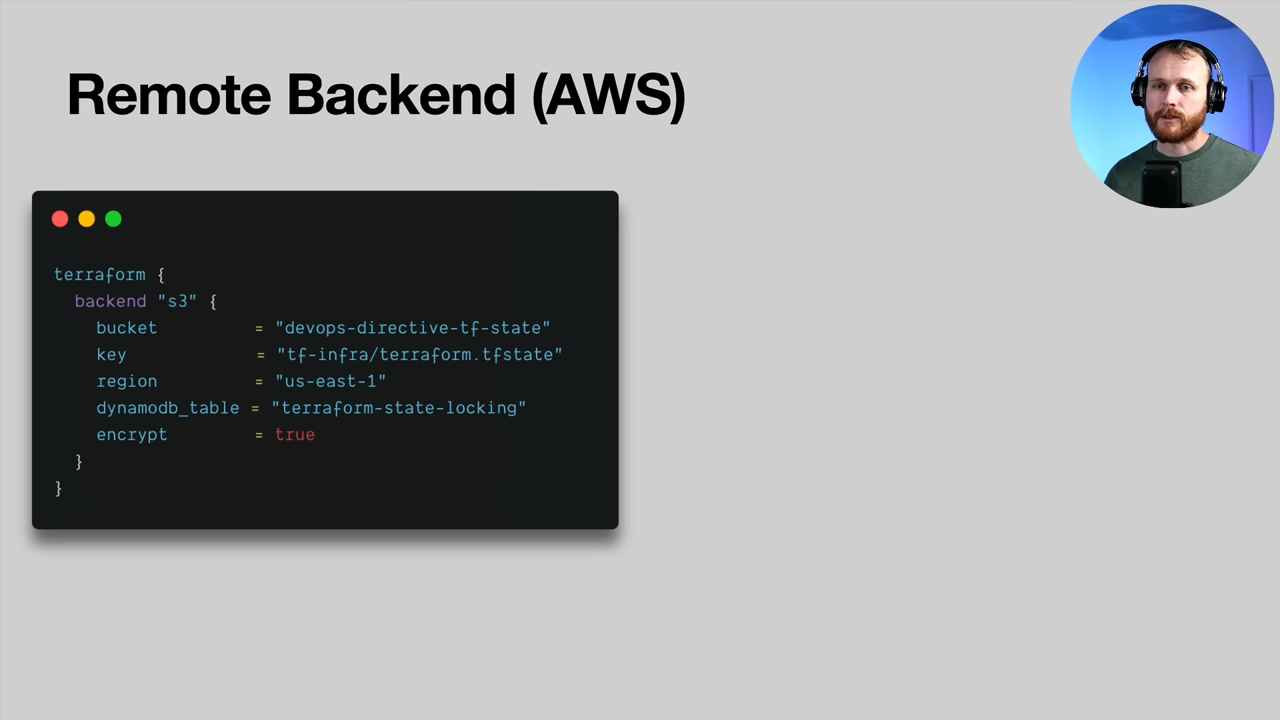 Remote Backend (AWS)
terraform {
  backend "s3" {
    bucket         = "devops-directive-tf-state"
    key            = "tf-infra/terraform.tfstate"
    region         = "us-east-1"
    dynamodb_table = "terraform-state-locking"
    encrypt        = true
  }
}